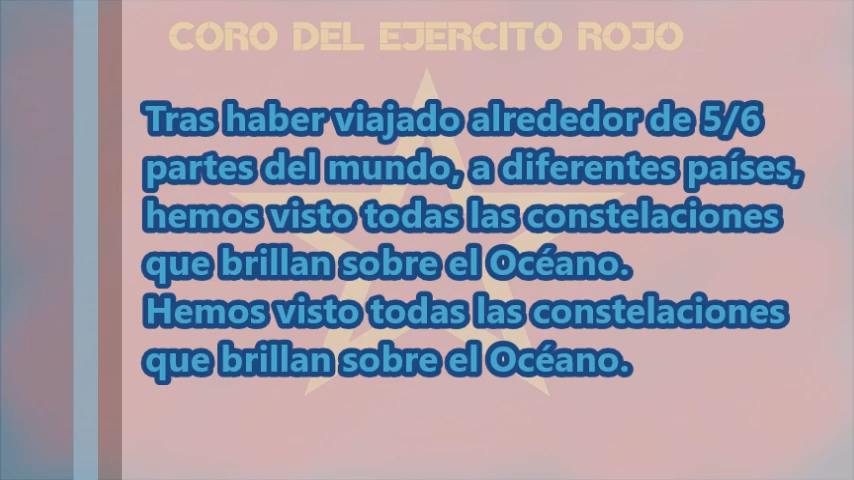 CORO DEL EJERCITO ROJO
Tras haber viajado alrededor de 5/6
partes del mundo, a diferentes países,
hemos visto todas las constelaciones
que brillan sobre el Océano.
Hemos visto todas las constelaciones
que brillan sobre el Océano.